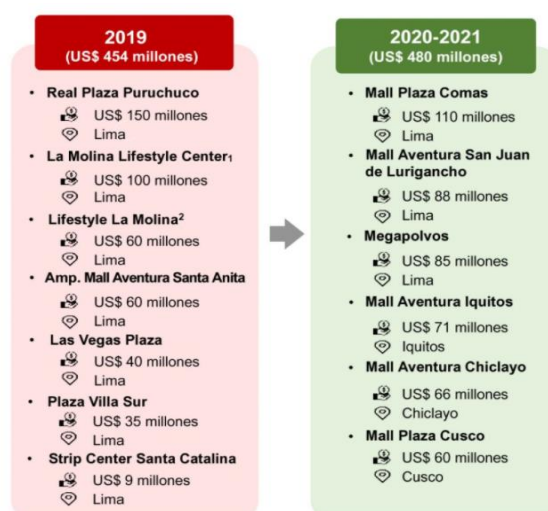 2019
(US$ 454 millones)
• Real Plaza Puruchuco
US$ 150 millones
Lima
• La Molina Lifestyle Center₁
US$ 100 millones
Lima
• Lifestyle La Molina²
US$ 60 millones
Lima
• Amp. Mall Aventura Santa Anita
US$ 60 millones
Lima
• Las Vegas Plaza
US$ 40 millones
Lima
• Plaza Villa Sur
US$ 35 millones
Lima
• Strip Center Santa Catalina
US$ 9 millones
Lima
2020-2021
(US$ 480 millones)
• Mall Plaza Comas
US$ 110 millones
Lima
• Mall Aventura San Juan
de Lurigancho
US$ 88 millones
Lima
• Megapolvos
US$ 85 millones
Lima
• Mall Aventura Iquitos
US$ 71 millones
Iquitos
• Mall Aventura Chiclayo
US$ 66 millones
Chiclayo
• Mall Plaza Cusco
US$ 60 millones
Cusco